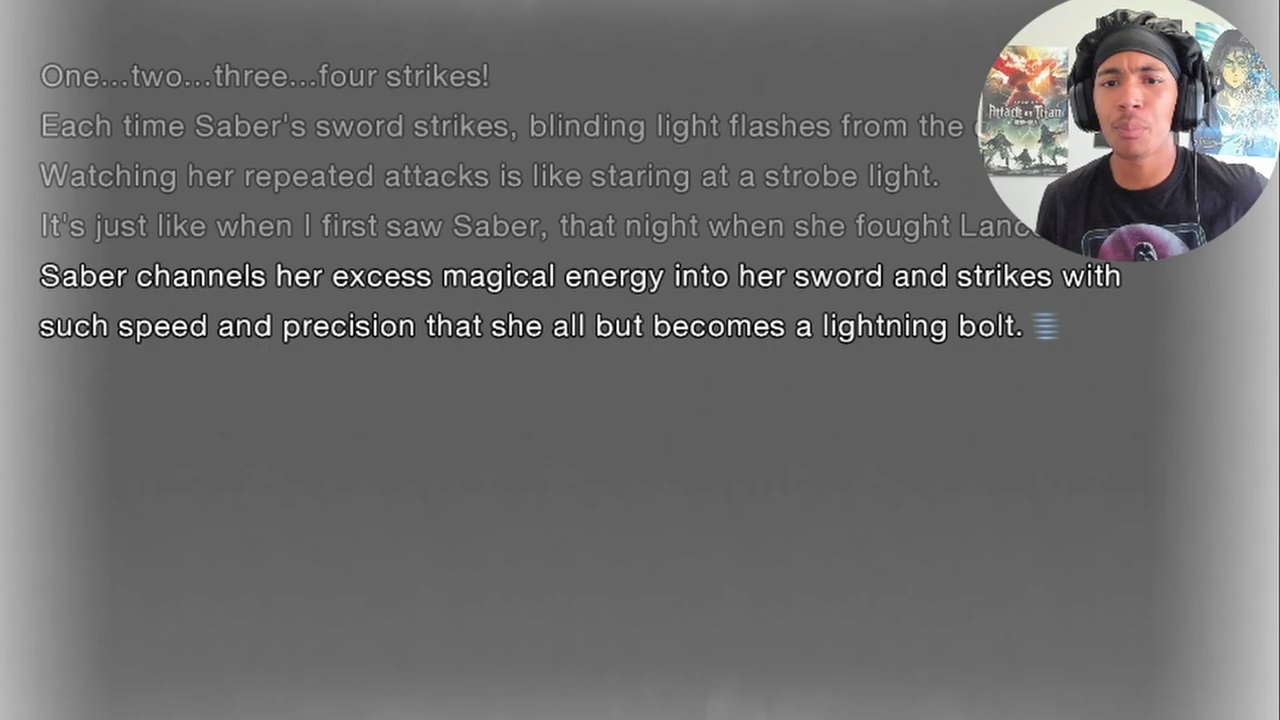 One...two...three...four strikes!
Each time Saber's sword strikes, blinding light flashes from the
Watching her repeated attacks is like staring at a strobe light.
It's just like when I first saw Saber, that night when she fought
Saber channels her excess magical energy into her sword and strikes with
such speed and precision that she all but becomes a lightning bolt.
Attack on Titan